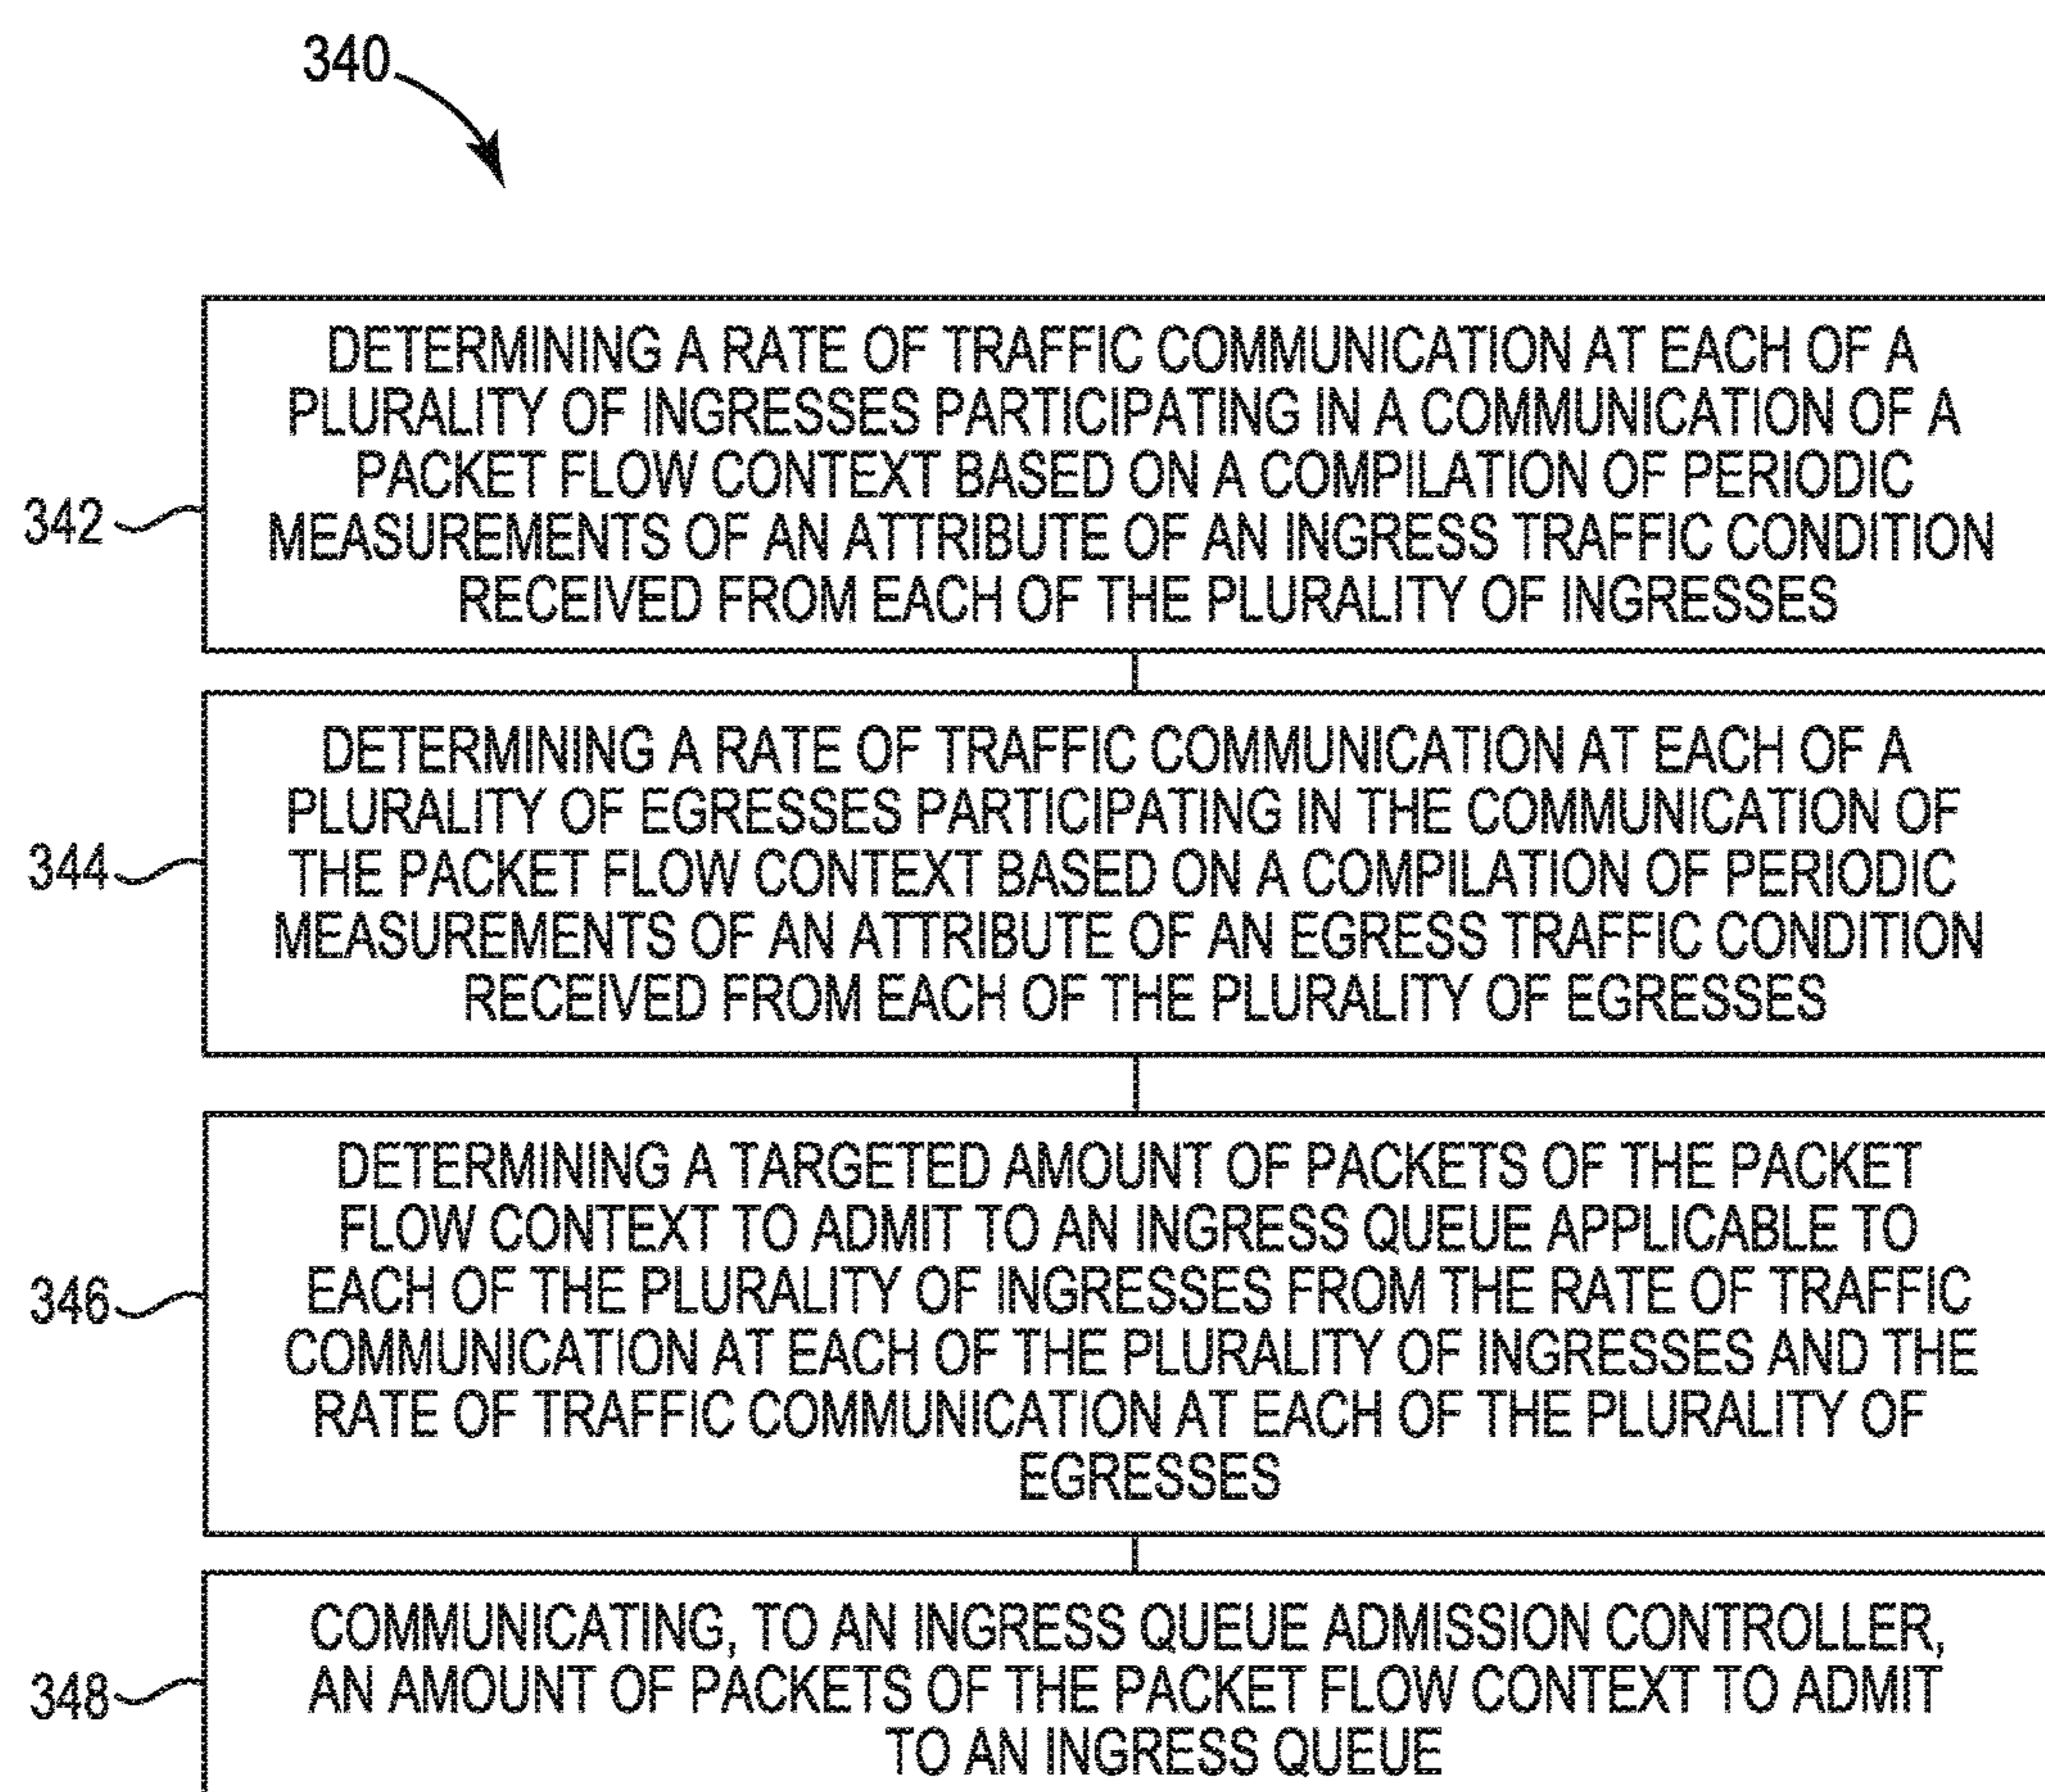 340
DETERMINING A RATE OF TRAFFIC COMMUNICATION AT EACH OF A
PLURALITY OF INGRESSES PARTICIPATING IN A COMMUNICATION OF A
PACKET FLOW CONTEXT BASED ON A COMPILATION OF PERIODIC
MEASUREMENTS OF AN ATTRIBUTE OF AN INGRESS TRAFFIC CONDITION
RECEIVED FROM EACH OF THE PLURALITY OF INGRESSES
342
DETERMINING A RATE OF TRAFFIC COMMUNICATION AT EACH OF A
PLURALITY OF EGRESSES PARTICIPATING IN THE COMMUNICATION OF
THE PACKET FLOW CONTEXT BASED ON A COMPILATION OF PERIODIC
MEASUREMENTS OF AN ATTRIBUTE OF AN EGRESS TRAFFIC CONDITION
RECEIVED FROM EACH OF THE PLURALITY OF EGRESSES
344
DETERMINING A TARGETED AMOUNT OF PACKETS OF THE PACKET
FLOW CONTEXT TO ADMIT TO AN INGRESS QUEUE APPLICABLE TO
EACH OF THE PLURALITY OF INGRESSES FROM THE RATE OF TRAFFIC
COMMUNICATION AT EACH OF THE PLURALITY OF INGRESSES AND THE
RATE OF TRAFFIC COMMUNICATION AT EACH OF THE PLURALITY OF
EGRESSES
346
COMMUNICATING, TO AN INGRESS QUEUE ADMISSION CONTROLLER,
AN AMOUNT OF PACKETS OF THE PACKET FLOW CONTEXT TO ADMIT
TO AN INGRESS QUEUE
348